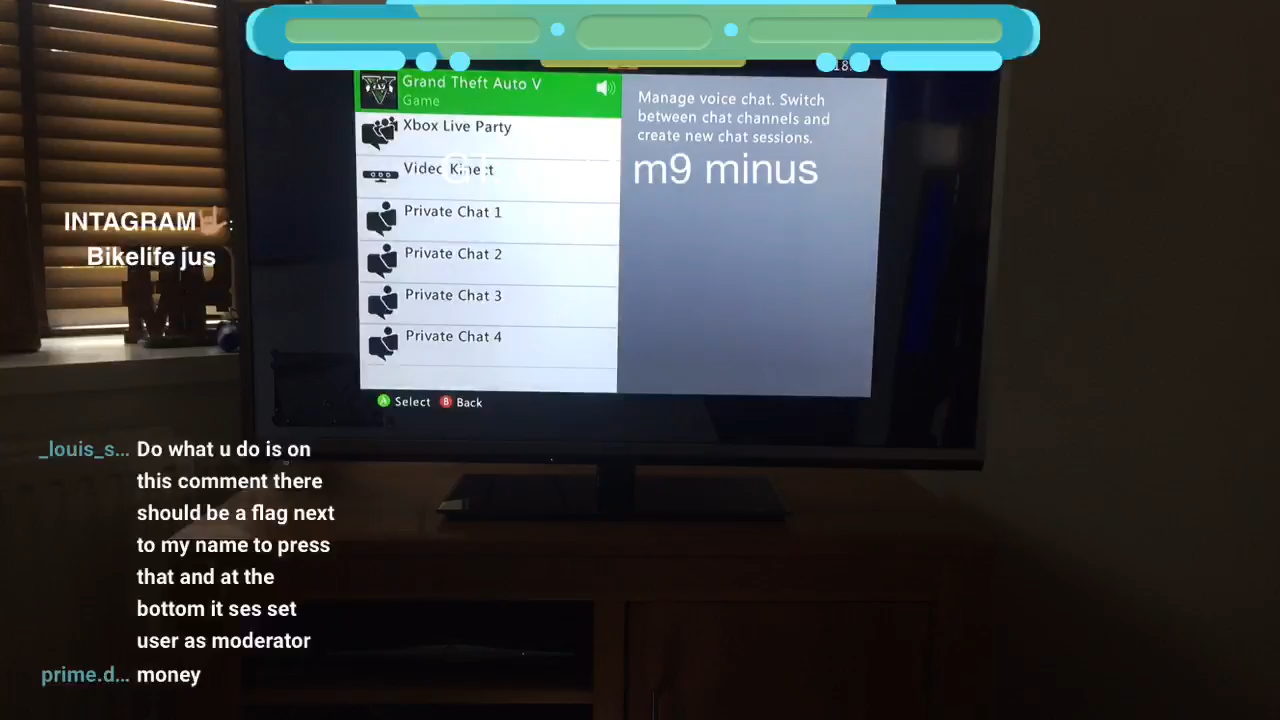 Grand Theft Auto V
Game
Manage voice chat. Switch
between chat channels and
create new chat sessions.
Xbox Live Party
m9 minus
Video Kinect
Private Chat 1
INTAGRAM🤟🏼:
Bikelife jus
Private Chat 2
Private Chat 3
Private Chat 4
A Select B Back
_louis_s... Do what u do is on
this comment there
should be a flag next
to my name to press
that and at the
bottom it ses set
user as moderator
prime.d... money